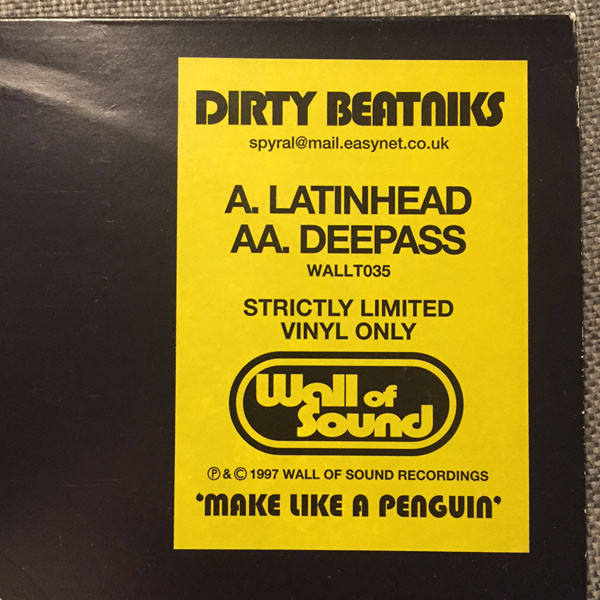 DIRTY BEATNIKS
spyral@mail.easynet.co.uk
A. LATINHEAD
AA. DEEPASS
WALLT035
STRICTLY LIMITED
VINYL ONLY
Wall of
Sound
℗ & © 1997 WALL OF SOUND RECORDINGS
‘MAKE LIKE A PENGUIN’